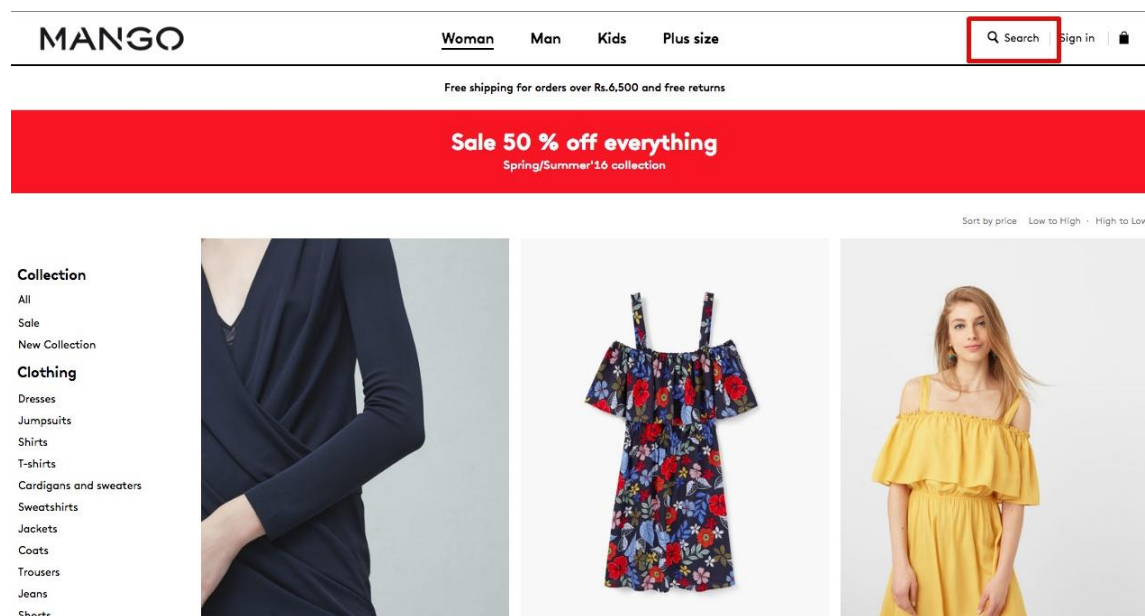 MANGO
Woman Man Kids Plus size
Search Sign in
Free shipping for orders over Rs.6,500 and free returns
Sale 50 % off everything
Spring/Summer'16 collection
Sort by price Low to High · High to Low
Collection
All
Sale
New Collection
Clothing
Dresses
Jumpsuits
Shirts
T-shirts
Cardigans and sweaters
Sweatshirts
Jackets
Coats
Trousers
Jeans
Shorts